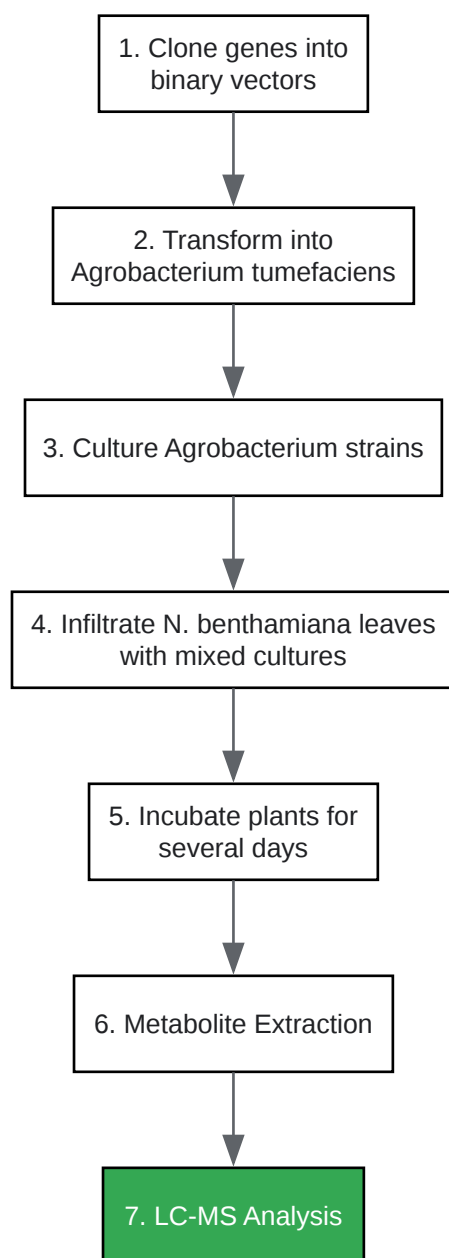 1. Clone genes into
binary vectors
2. Transform into
Agrobacterium tumefaciens
3. Culture Agrobacterium strains
4. Infiltrate N. benthamiana leaves
with mixed cultures
5. Incubate plants for
several days
6. Metabolite Extraction
7. LC-MS Analysis